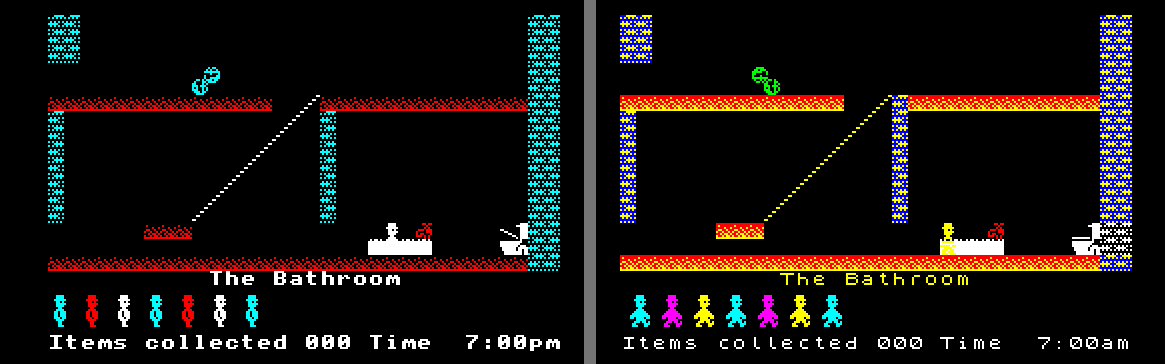 The Bathroom
Items collected 000 Time 7:00pm
The Bathroom
Items collected 000 Time 7:00am